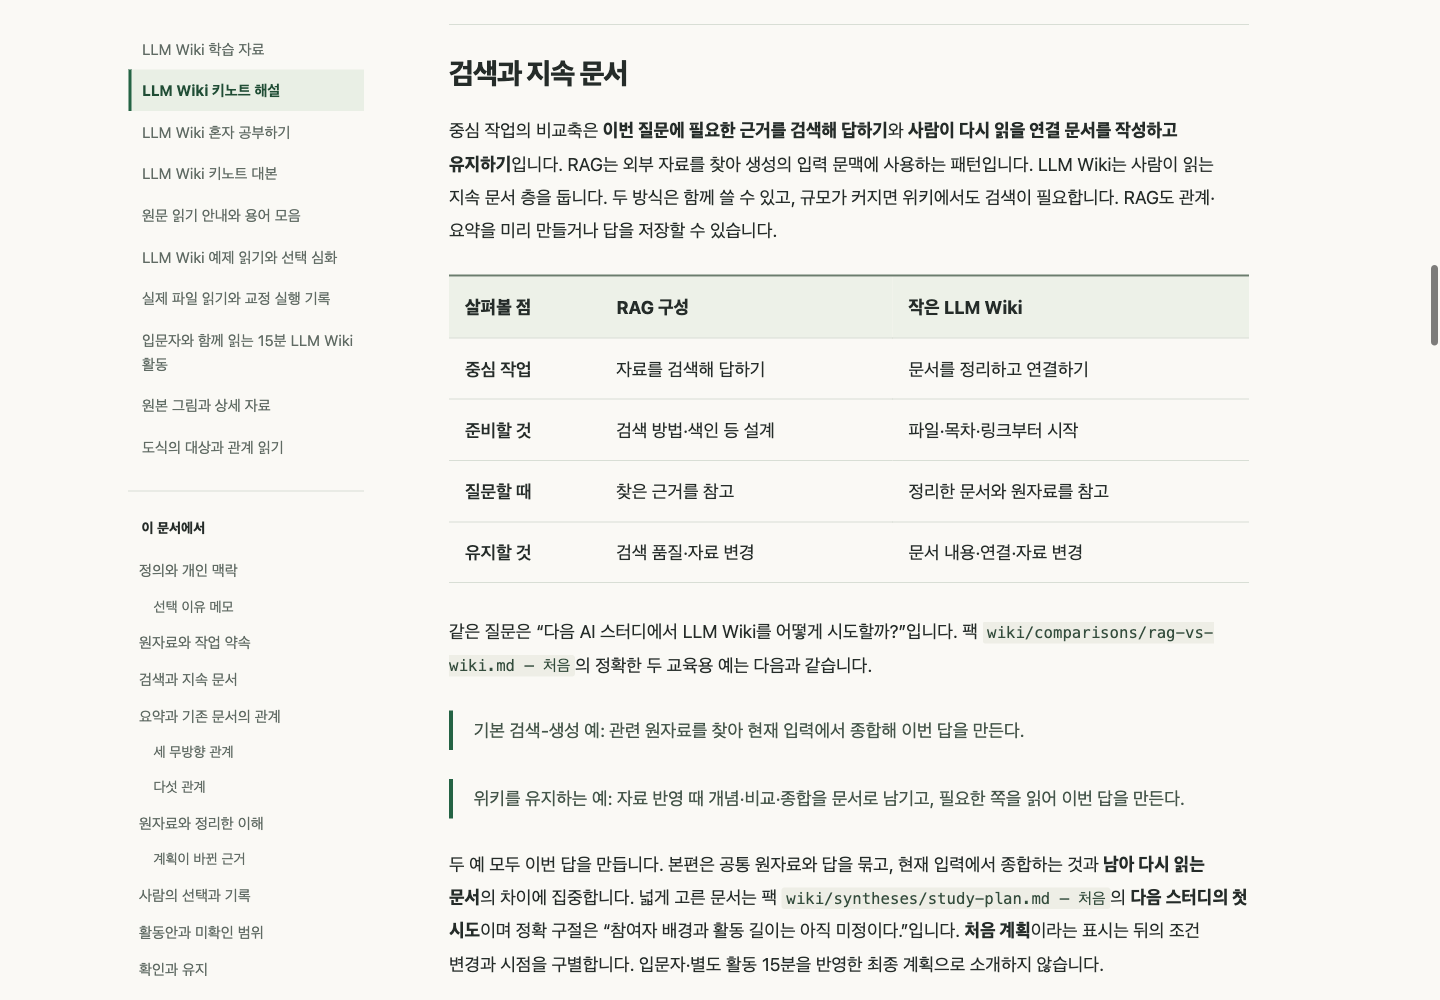 LLM Wiki 학습 자료
LLM Wiki 키노트 해설
LLM Wiki 혼자 공부하기
LLM Wiki 키노트 대본
원문 읽기 안내와 용어 모음
LLM Wiki 예제 읽기와 선택 심화
실제 파일 읽기와 교정 실행 기록
입문자와 함께 읽는 15분 LLM Wiki
활동
원본 그림과 상세 자료
도식의 대상과 관계 읽기
이 문서에서
정의와 개인 맥락
선택 이유 메모
원자료와 작업 약속
검색과 지속 문서
요약과 기존 문서의 관계
세 무방향 관계
다섯 관계
원자료와 정리한 이해
계획이 바뀐 근거
사람의 선택과 기록
활동안과 미확인 범위
확인과 유지
검색과 지속 문서
중심 작업의 비교축은 이번 질문에 필요한 근거를 검색해 답하기와 사람이 다시 읽을 연결 문서를 작성하고
유지하기입니다. RAG는 외부 자료를 찾아 생성의 입력 문맥에 사용하는 패턴입니다. LLM Wiki는 사람이 읽는
지속 문서 층을 둡니다. 두 방식은 함께 쓸 수 있고, 규모가 커지면 위키에서도 검색이 필요합니다. RAG도 관계·
요약을 미리 만들거나 답을 저장할 수 있습니다.
살펴볼 점 RAG 구성 작은 LLM Wiki
중심 작업 자료를 검색해 답하기 문서를 정리하고 연결하기
준비할 것 검색 방법·색인 등 설계 파일·목차·링크부터 시작
질문할 때 찾은 근거를 참고 정리한 문서와 원자료를 참고
유지할 것 검색 품질·자료 변경 문서 내용·연결·자료 변경
같은 질문은 “다음 AI 스터디에서 LLM Wiki를 어떻게 시도할까?”입니다. 팩 wiki/comparisons/rag-vs-
wiki.md — 처음의 정확한 두 교육용 예는 다음과 같습니다.
기본 검색-생성 예: 관련 원자료를 찾아 현재 입력에서 종합해 이번 답을 만든다.
위키를 유지하는 예: 자료 반영 때 개념·비교·종합을 문서로 남기고, 필요한 쪽을 읽어 이번 답을 만든다.
두 예 모두 이번 답을 만듭니다. 본편은 공통 원자료와 답을 묶고, 현재 입력에서 종합하는 것과 남아 다시 읽는
문서의 차이에 집중합니다. 넓게 고른 문서는 팩 wiki/syntheses/study-plan.md — 처음의 다음 스터디의 첫
시도이며 정확 구절은 “참여자 배경과 활동 길이는 아직 미정이다.”입니다. 처음 계획이라는 표시는 뒤의 조건
변경과 시점을 구별합니다. 입문자·별도 활동 15분을 반영한 최종 계획으로 소개하지 않습니다.